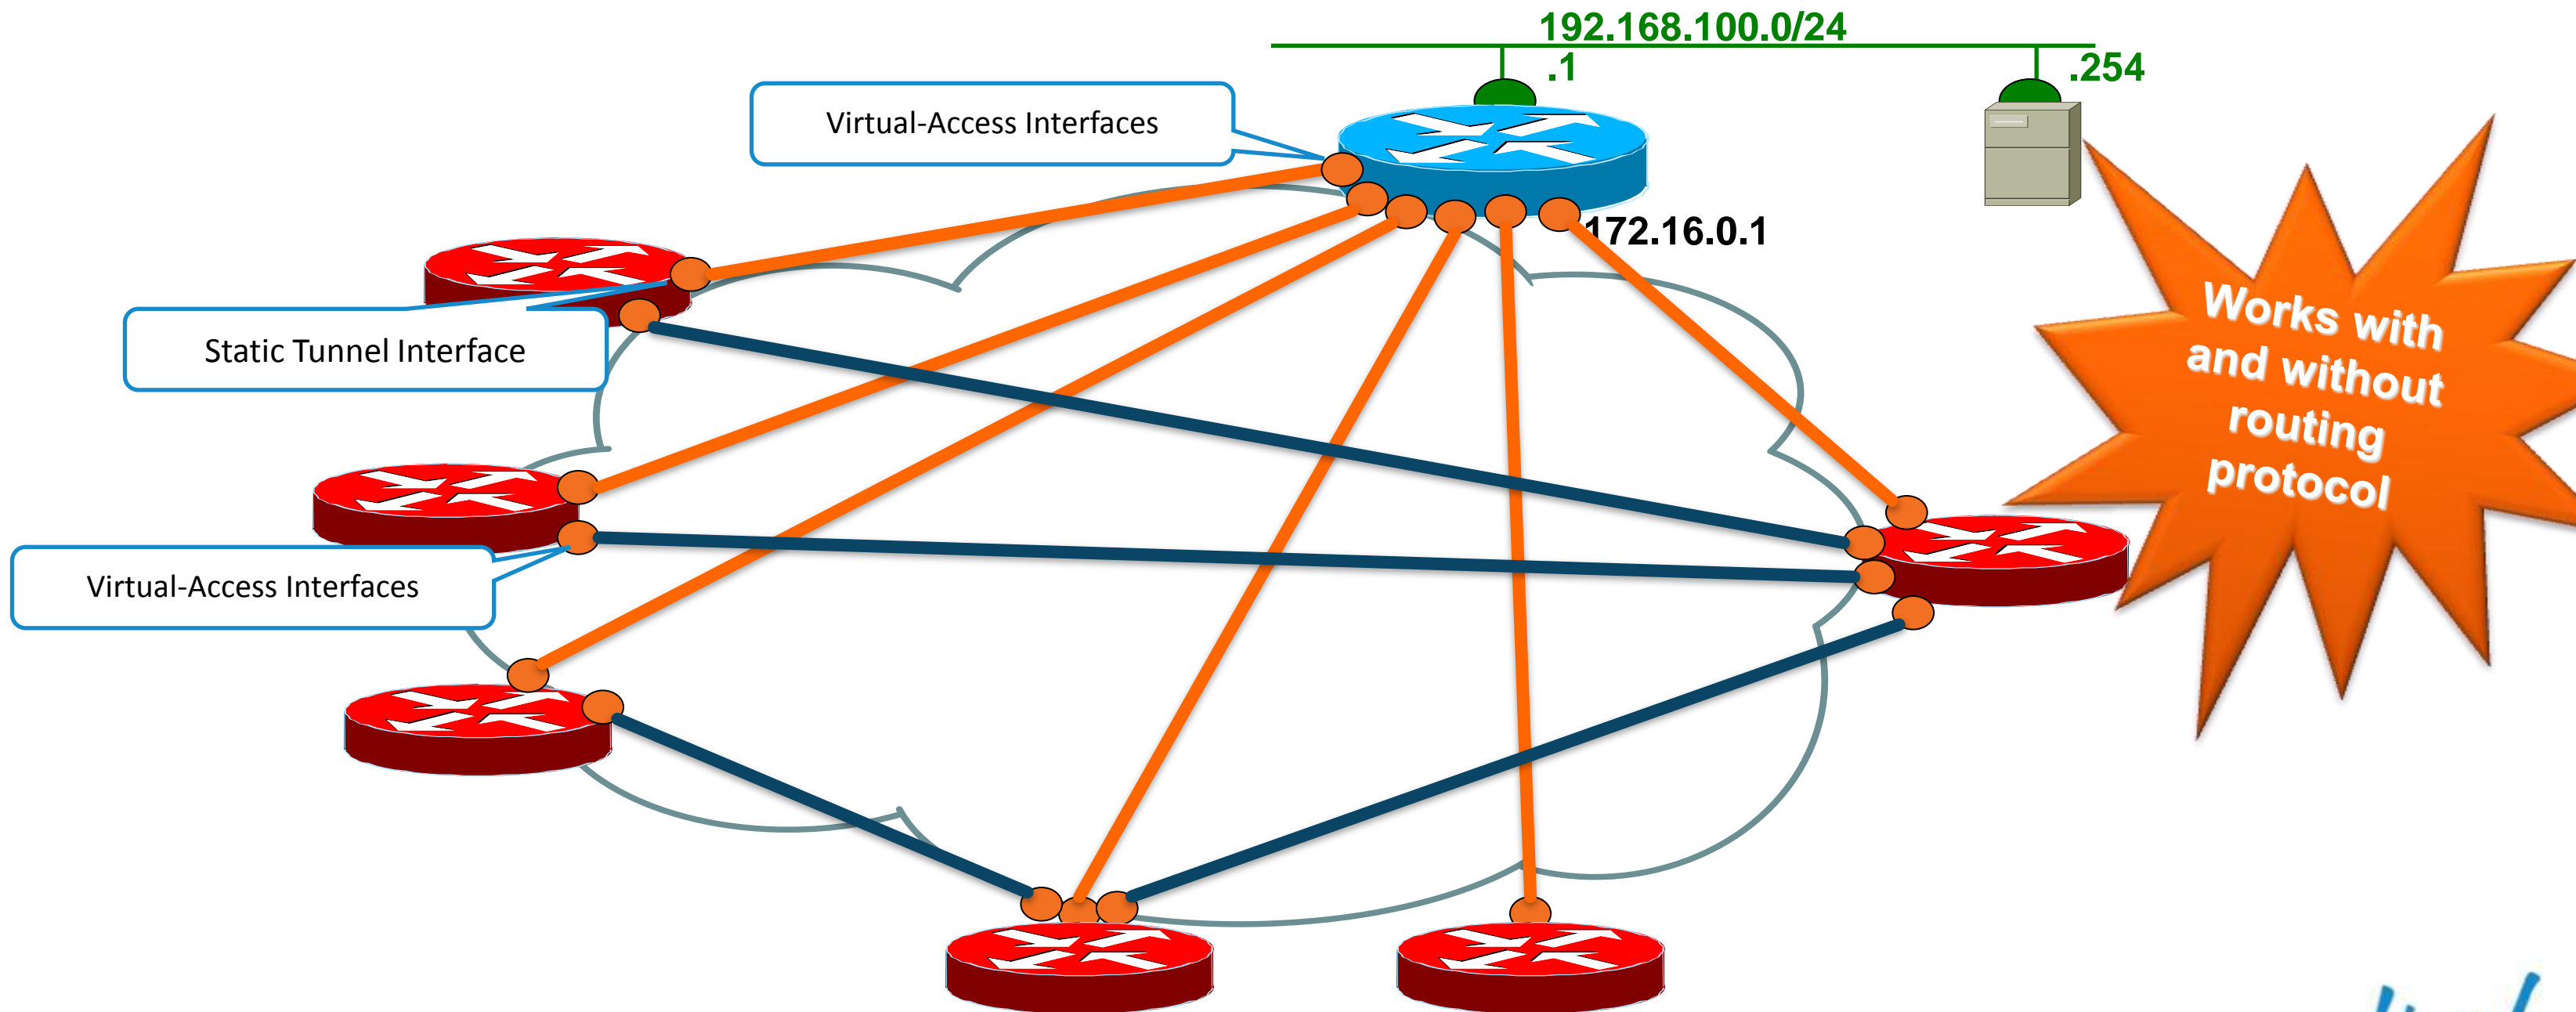 192.168.100.0/24
.1
.254
Virtual-Access Interfaces
172.16.0.1
Static Tunnel Interface
Works with
and without
routing
protocol
Virtual-Access Interfaces